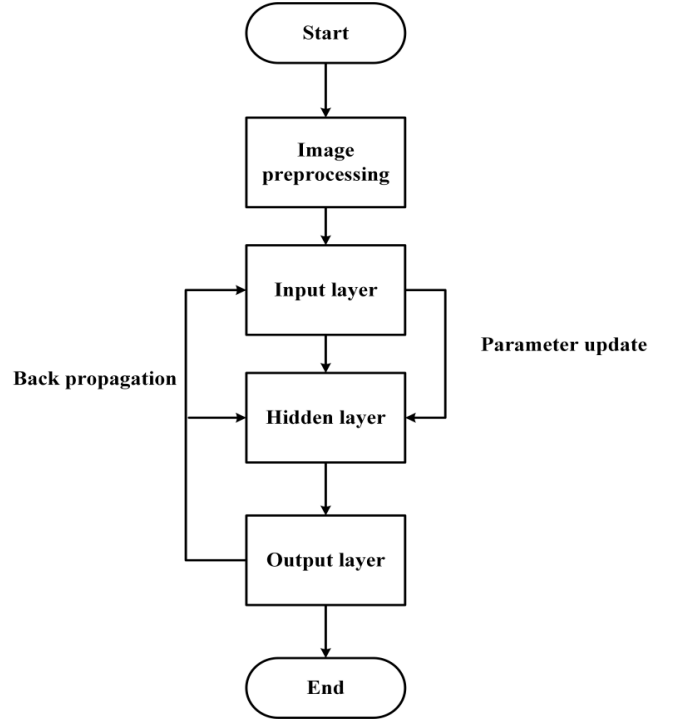 Start
Image
preprocessing
Input layer
Parameter update
Back propagation
Hidden layer
Output layer
End